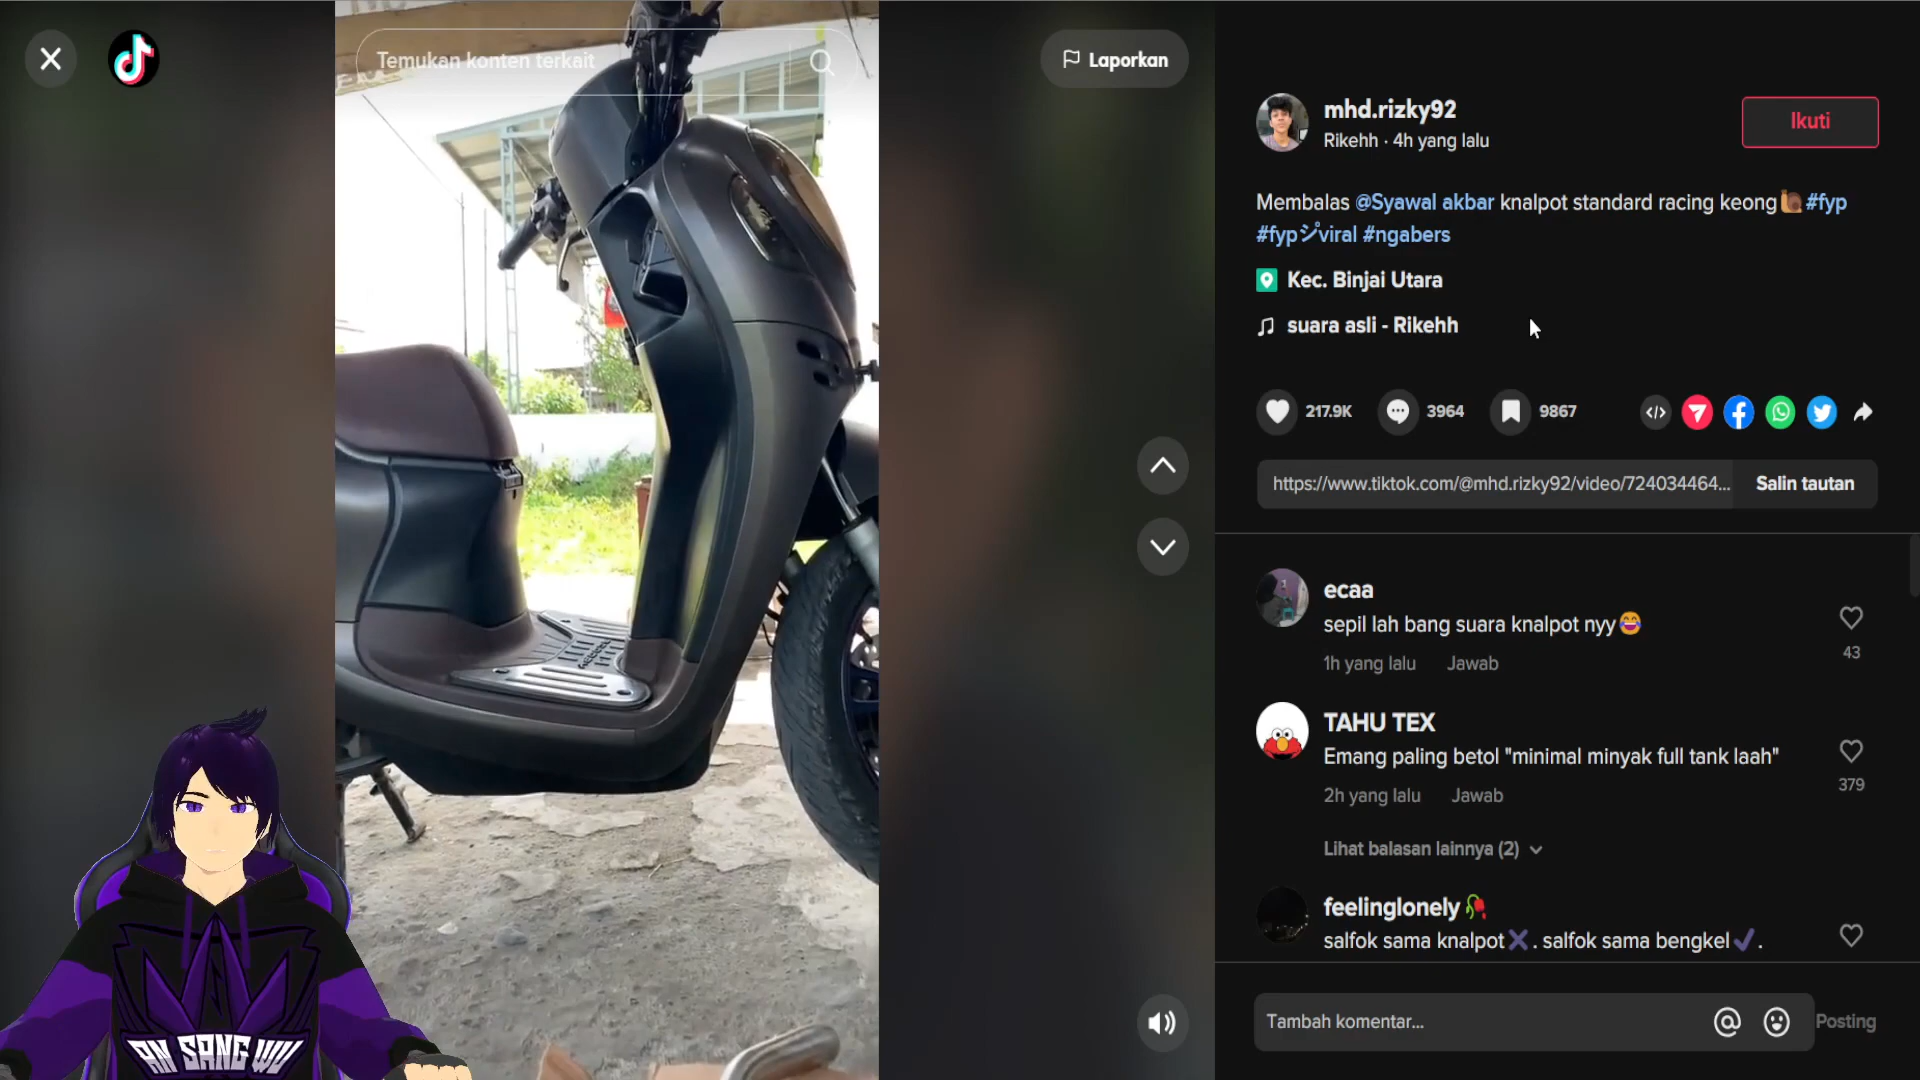 Temukan konten terkait
Laporkan
mhd.rizky92
Rikehh · 4h yang lalu
Ikuti
Membalas @Syawal akbar knalpot standard racing keong🐌#fyp
#fypシviral #ngabers
Kec. Binjai Utara
suara asli - Rikehh
217.9K
3964
9867
https://www.tiktok.com/@mhd.rizky92/video/724034464...
Salin tautan
ecaa
sepil lah bang suara knalpot nyy😂
1h yang lalu Jawab
43
TAHU TEX
Emang paling betol "minimal minyak full tank laah"
2h yang lalu Jawab
379
Lihat balasan lainnya (2)
feelinglonely🥀
salfok sama knalpot❌. salfok sama bengkel✔.
Tambah komentar...
Posting
AN SANG WU